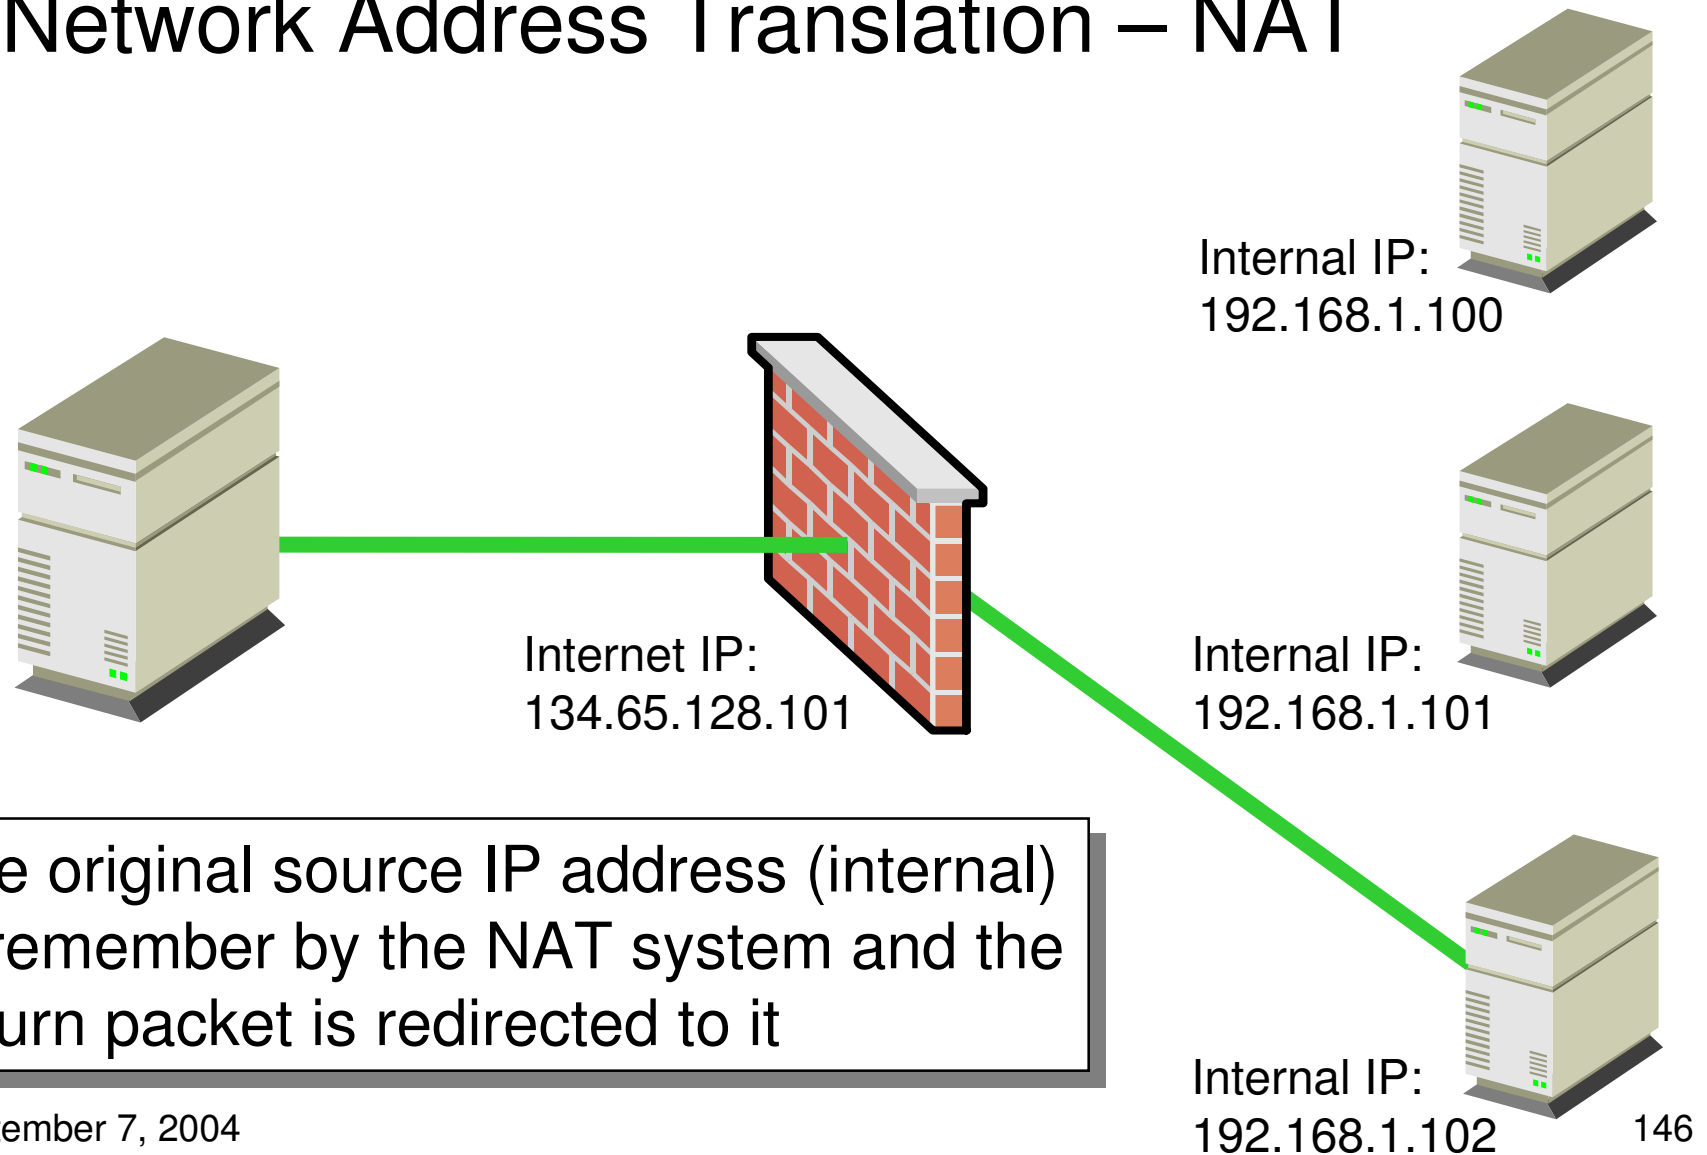 Network Address Translation – NAT
Internal IP:
192.168.1.100
Internet IP:
134.65.128.101
Internal IP:
192.168.1.101
e original source IP address (internal)
remember by the NAT system and the
urn packet is redirected to it
Internal IP:
192.168.1.102
tember 7, 2004
146